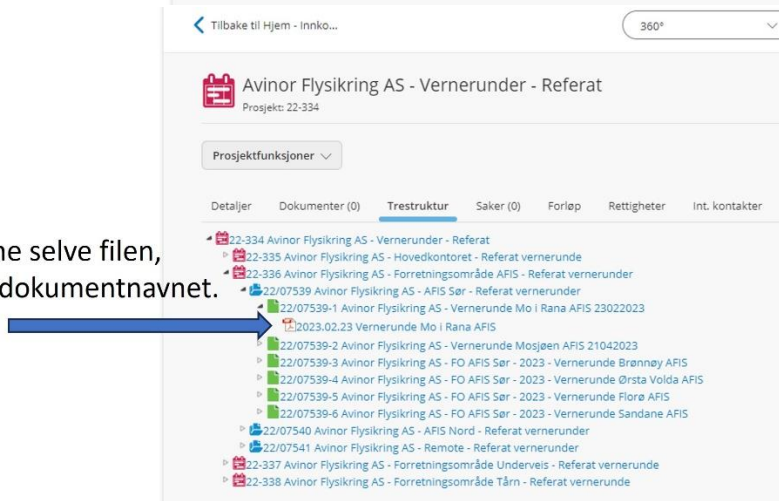 Tilbake til Hjem - Innko...
360°
Avinor Flysikring AS - Vernerunder - Referat
Prosjekt: 22-334
Prosjektfunksjoner
Detaljer Dokumenter (0) Trestruktur Saker (0) Forløp Rettigheter Int. kontakter
ne selve filen,
dokumentnavnet.
22-334 Avinor Flysikring AS - Vernerunder - Referat
22-335 Avinor Flysikring AS - Hovedkontoret - Referat vernerunde
22-336 Avinor Flysikring AS - Forretningsområde AFIS - Referat vernerunder
22/07539 Avinor Flysikring AS - AFIS Sør - Referat vernerunder
22/07539-1 Avinor Flysikring AS - Vernerunde Mo i Rana AFIS 23022023
2023.02.23 Vernerunde Mo i Rana AFIS
22/07539-2 Avinor Flysikring AS - Vernerunde Mosjøen AFIS 21042023
22/07539-3 Avinor Flysikring AS - FO AFIS Sør - 2023 - Vernerunde Brønnøy AFIS
22/07539-4 Avinor Flysikring AS - FO AFIS Sør - 2023 - Vernerunde Ørsta Volda AFIS
22/07539-5 Avinor Flysikring AS - FO AFIS Sør - 2023 - Vernerunde Florø AFIS
22/07539-6 Avinor Flysikring AS - FO AFIS Sør - 2023 - Vernerunde Sandane AFIS
22/07540 Avinor Flysikring AS - AFIS Nord - Referat vernerunder
22/07541 Avinor Flysikring AS - Remote - Referat vernerunder
22-337 Avinor Flysikring AS - Forretningsområde Underveis - Referat vernerunde
22-338 Avinor Flysikring AS - Forretningsområde Tårn - Referat vernerunde